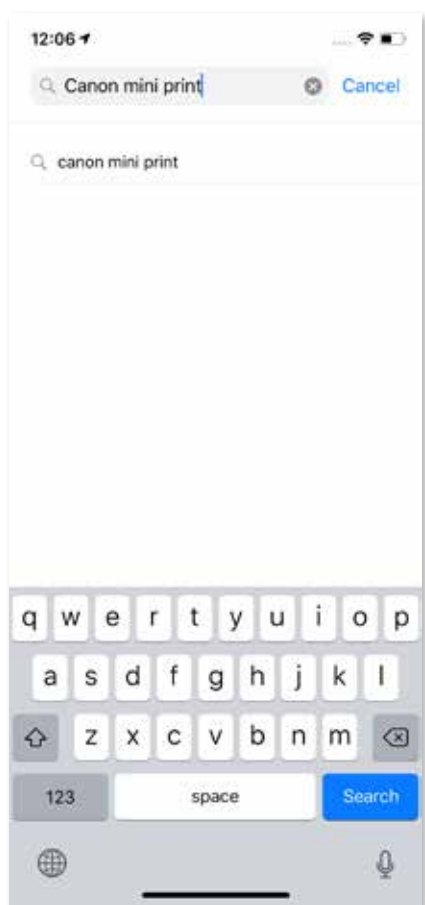 12:06
Canon mini print Cancel
canon mini print
q w e r t y u i o p
a s d f g h j k l
z x c v b n m
123 space Search